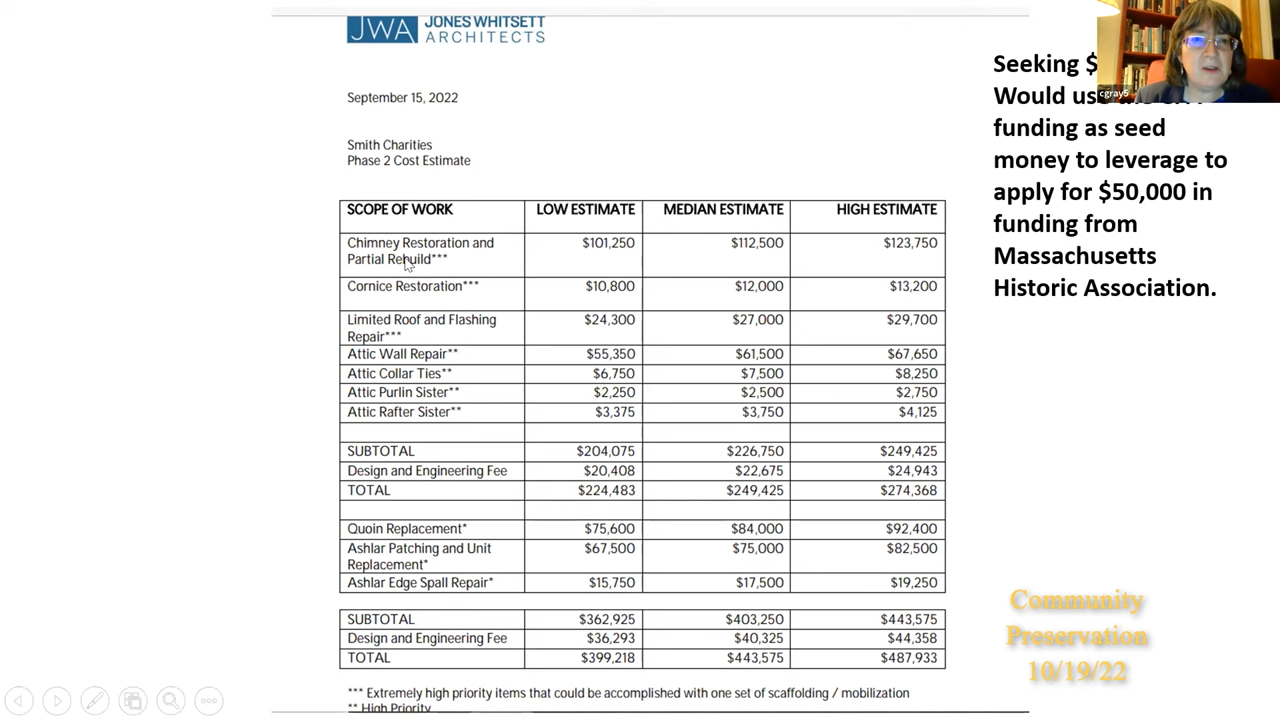 JWA JONES WHITSETT
ARCHITECTS
September 15, 2022
Smith Charities
Phase 2 Cost Estimate
SCOPE OF WORK LOW ESTIMATE MEDIAN ESTIMATE HIGH ESTIMATE
Chimney Restoration and $101,250 $112,500 $123,750
Partial Rebuild***
Cornice Restoration*** $10,800 $12,000 $13,200
Limited Roof and Flashing $24,300 $27,000 $29,700
Repair***
Attic Wall Repair** $55,350 $61,500 $67,650
Attic Collar Ties** $6,750 $7,500 $8,250
Attic Purlin Sister** $2,250 $2,500 $2,750
Attic Rafter Sister** $3,375 $3,750 $4,125
SUBTOTAL $204,075 $226,750 $249,425
Design and Engineering Fee $20,408 $22,675 $24,943
TOTAL $224,483 $249,425 $274,368
Quoin Replacement* $75,600 $84,000 $92,400
Ashlar Patching and Unit $67,500 $75,000 $82,500
Replacement*
Ashlar Edge Spall Repair* $15,750 $17,500 $19,250
SUBTOTAL $362,925 $403,250 $443,575
Design and Engineering Fee $36,293 $40,325 $44,358
TOTAL $399,218 $443,575 $487,933
*** Extremely high priority items that could be accomplished with one set of scaffolding / mobilization
** High Priority
Seeking $
Would use
funding as seed
money to leverage to
apply for $50,000 in
funding from
Massachusetts
Historic Association.
cgray5
Community
Preservation
10/19/22